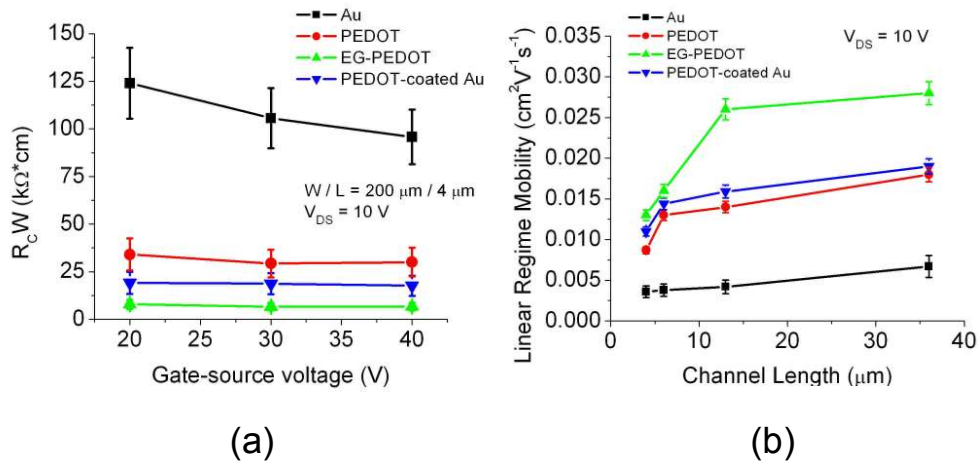 Au
PEDOT
EG-PEDOT
PEDOT-coated Au
150
125
100
75
50
25
0
R_CW (kΩ*cm)
W / L = 200 μm / 4 μm
V_DS = 10 V
20 30 40
Gate-source voltage (V)
(a)
Au
PEDOT
EG-PEDOT
PEDOT-coated Au
V_DS = 10 V
0.035
0.030
0.025
0.020
0.015
0.010
0.005
0.000
Linear Regime Mobility (cm²V⁻¹s⁻¹)
0 10 20 30 40
Channel Length (μm)
(b)